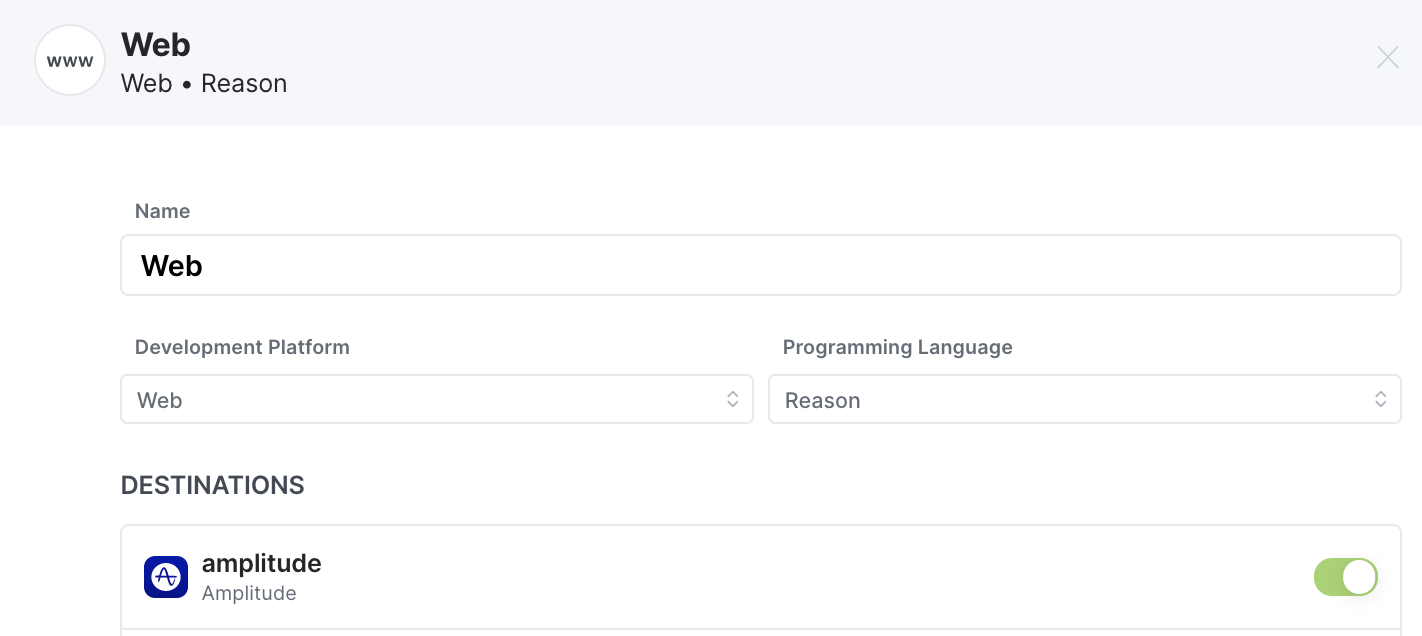 www
Web
Web • Reason
Name
Web
Development Platform
Programming Language
Web
Reason
DESTINATIONS
amplitude
Amplitude